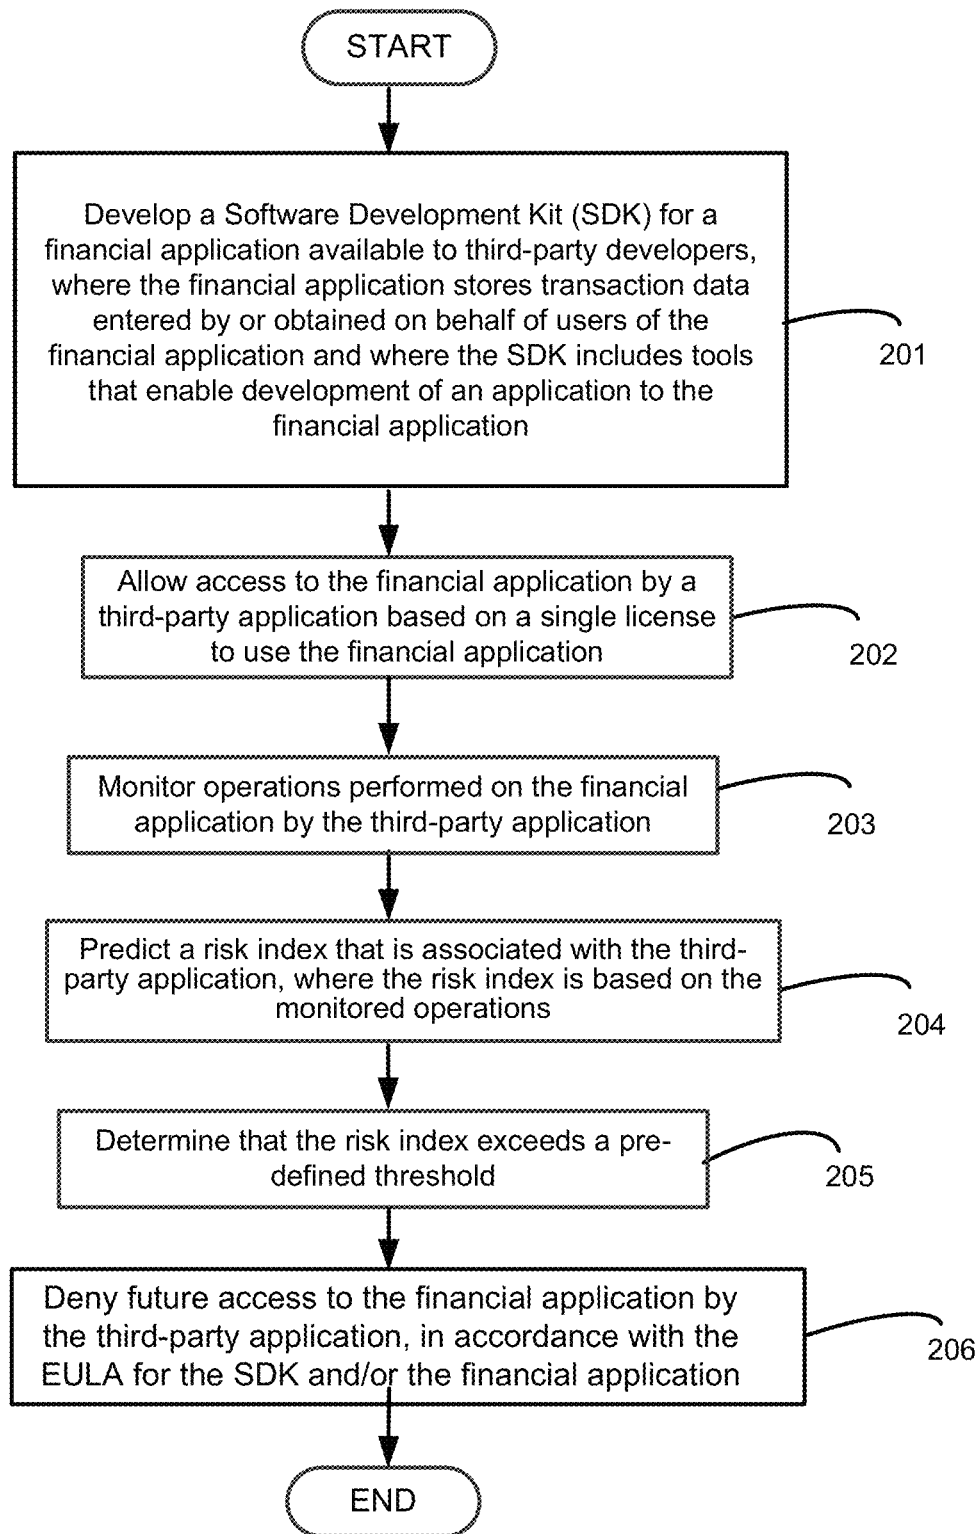 START
Develop a Software Development Kit (SDK) for a
financial application available to third-party developers,
where the financial application stores transaction data
entered by or obtained on behalf of users of the
financial application and where the SDK includes tools
that enable development of an application to the
financial application
201
Allow access to the financial application by a
third-party application based on a single license
to use the financial application
202
Monitor operations performed on the financial
application by the third-party application
203
Predict a risk index that is associated with the third-
party application, where the risk index is based on the
monitored operations
204
Determine that the risk index exceeds a pre-
defined threshold
205
Deny future access to the financial application by
the third-party application, in accordance with the
EULA for the SDK and/or the financial application
206
END